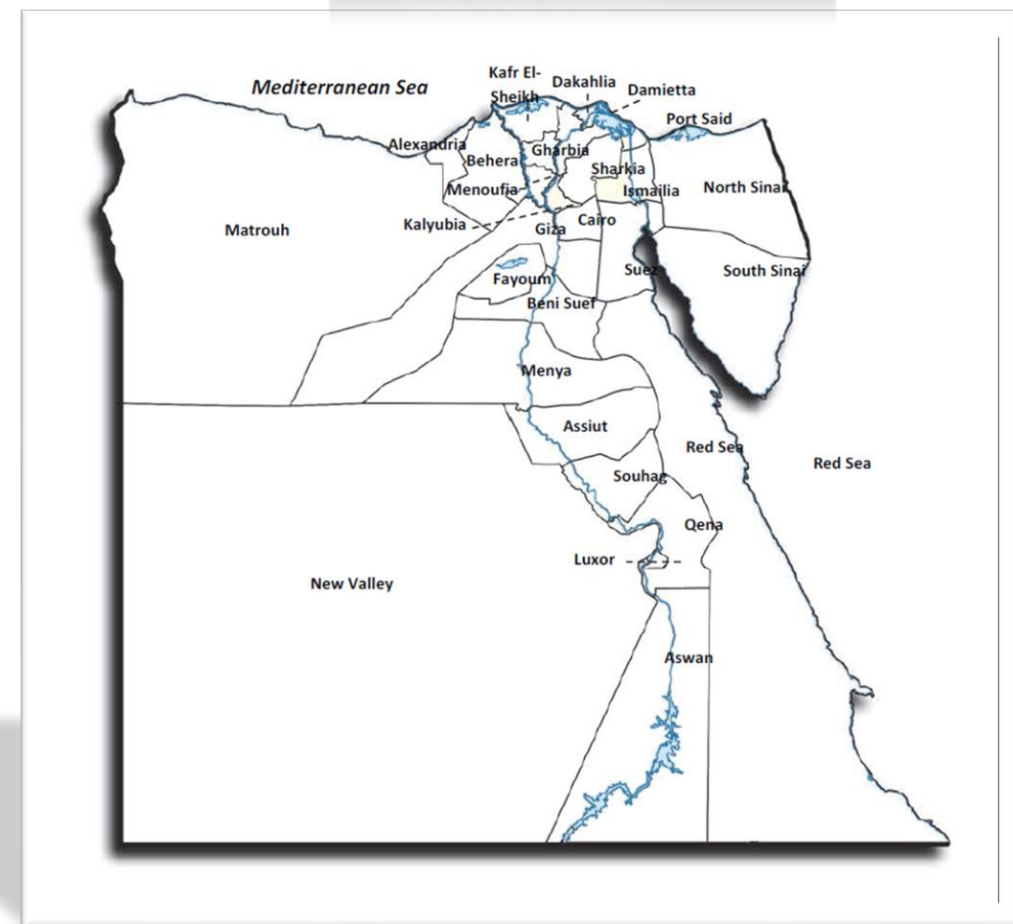 Kafr El-
Sheikh
Dakahlia
Damietta
Mediterranean Sea
Port Said
Alexandria
Gharbia
Behera
Sharkia
Menoufia
Ismailia
North Sinai
Kalyubia
Cairo
Giza
Matrouh
Suez
South Sinai
Fayoum
Beni Suef
Menya
Assiut
Red Sea
Red Sea
Souhag
Qena
Luxor
New Valley
Aswan